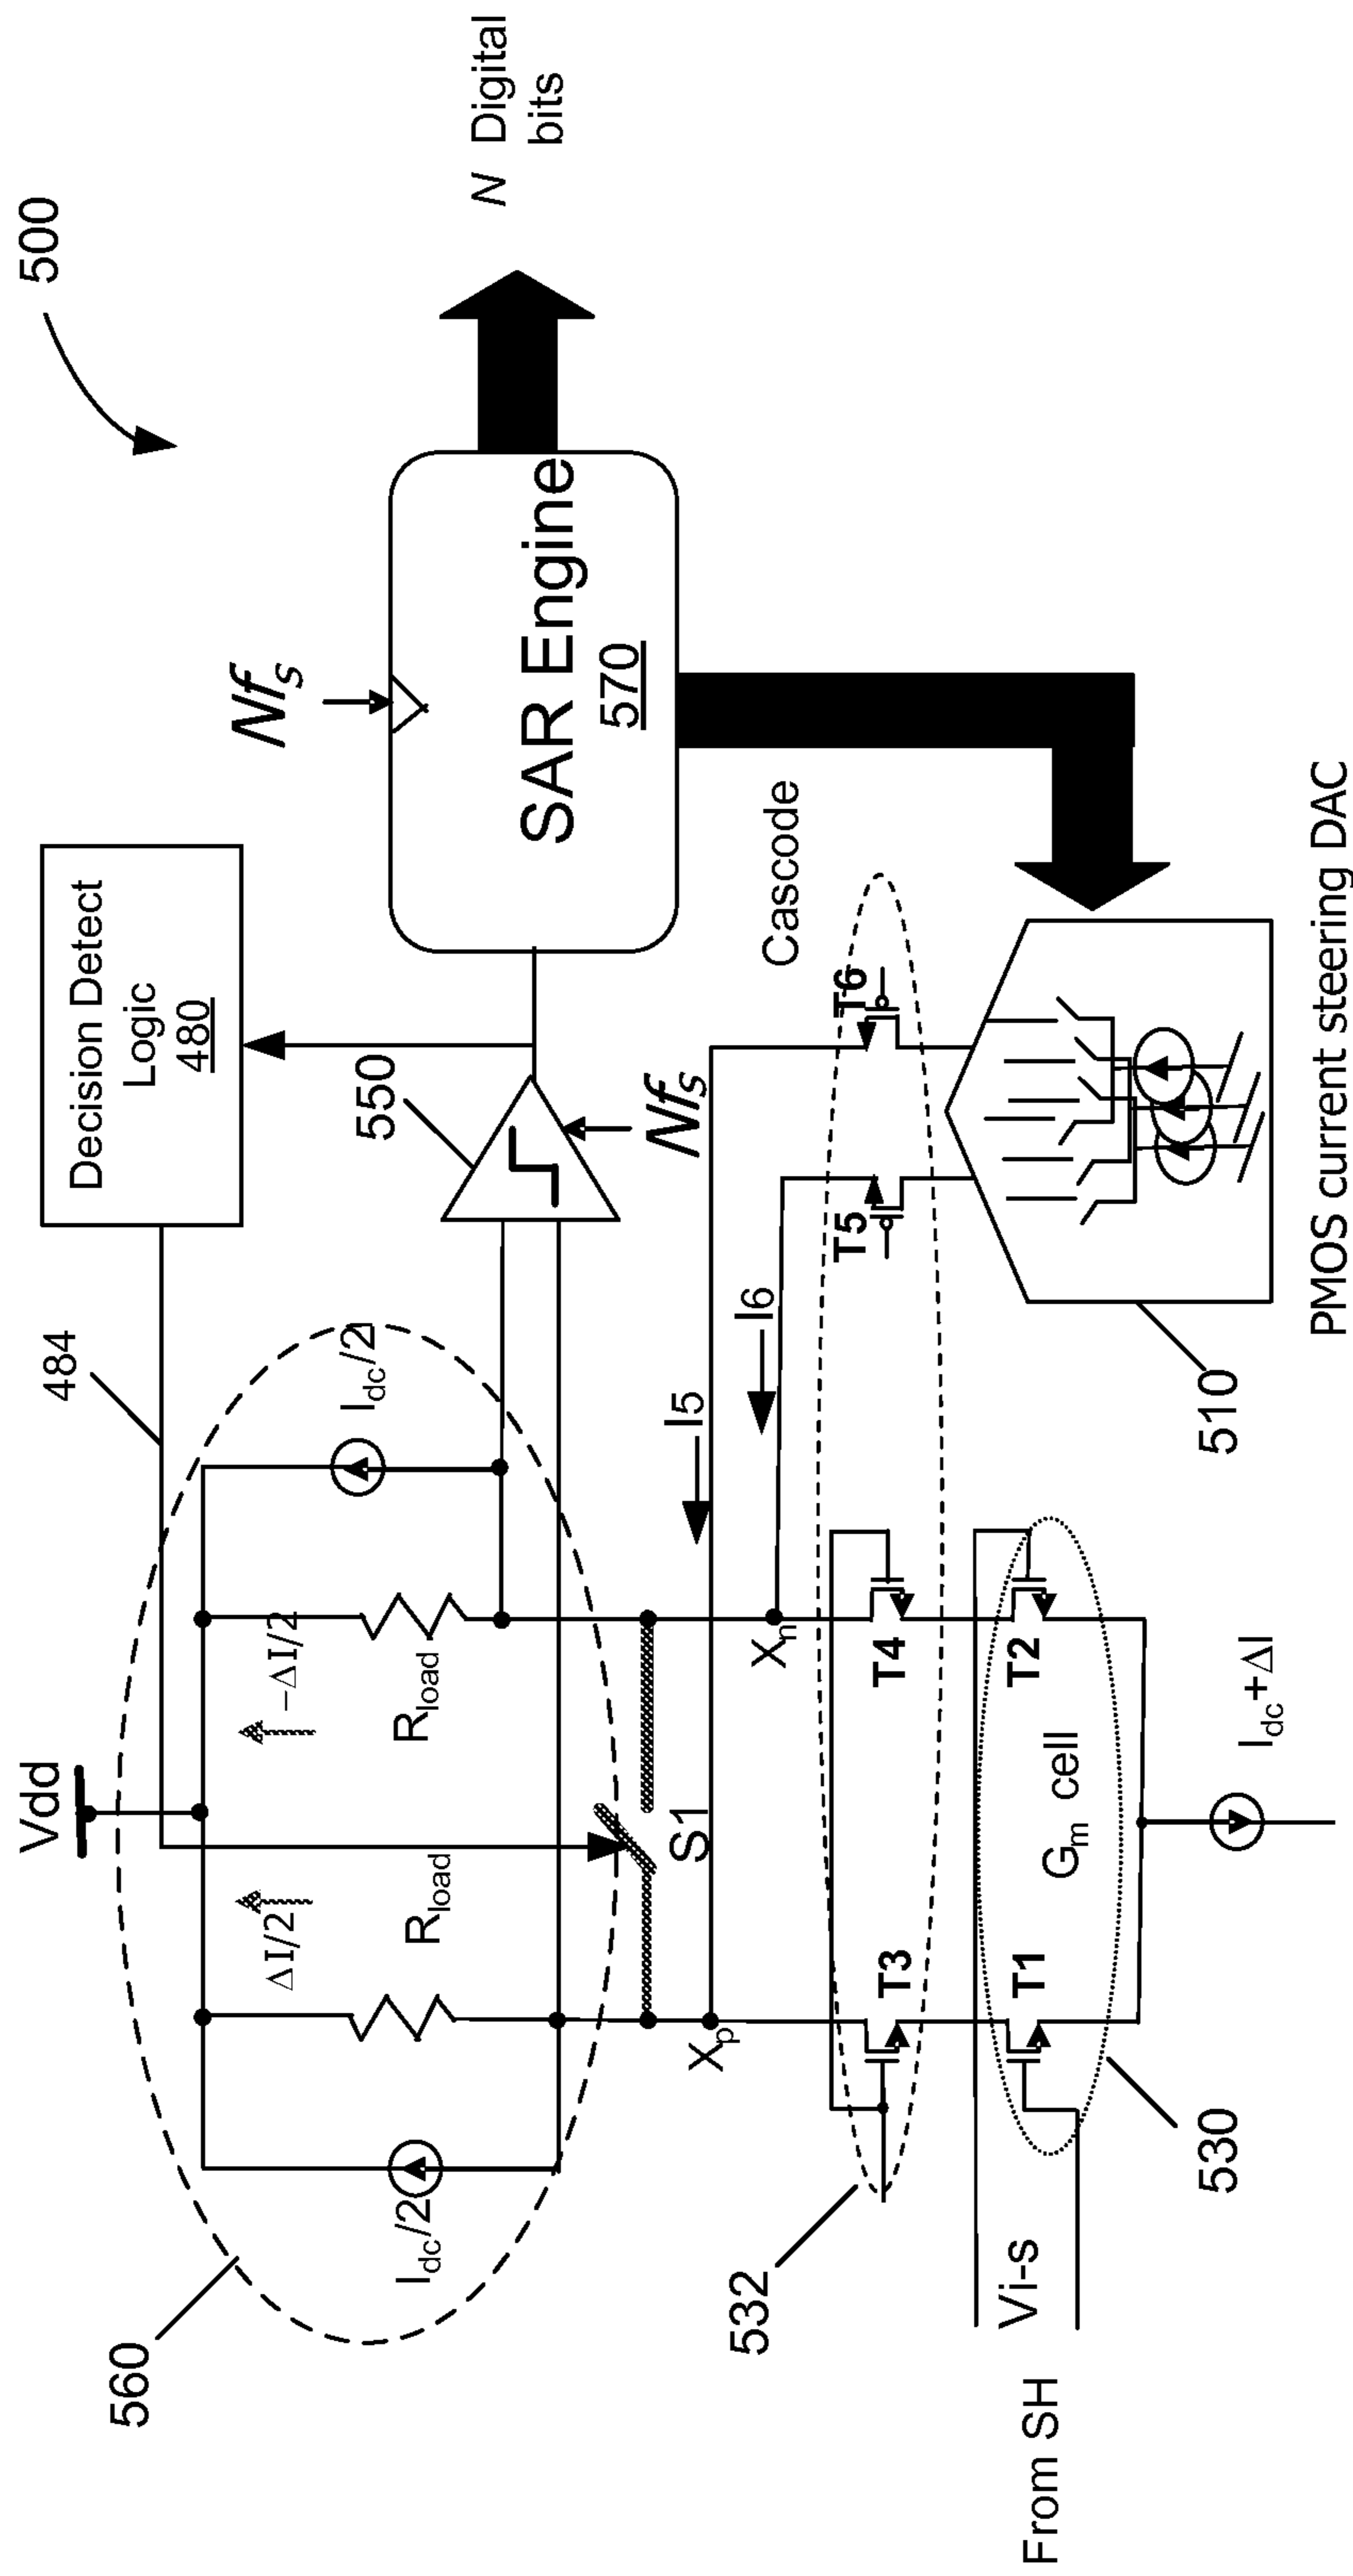 500
N Digital
bits
Nfs
SAR Engine
570
Decision Detect
Logic
480
484
550
Nfs
Vdd
560
Idc/2
ΔI/2
Rload
−ΔI/2
Rload
Idc/2
S1
I5
I6
Xp
Xn
Cascode
532
T3
T4
T5
T6
T1
T2
Gm cell
530
Vi-s
From SH
Idc+ΔI
510
PMOS current steering DAC